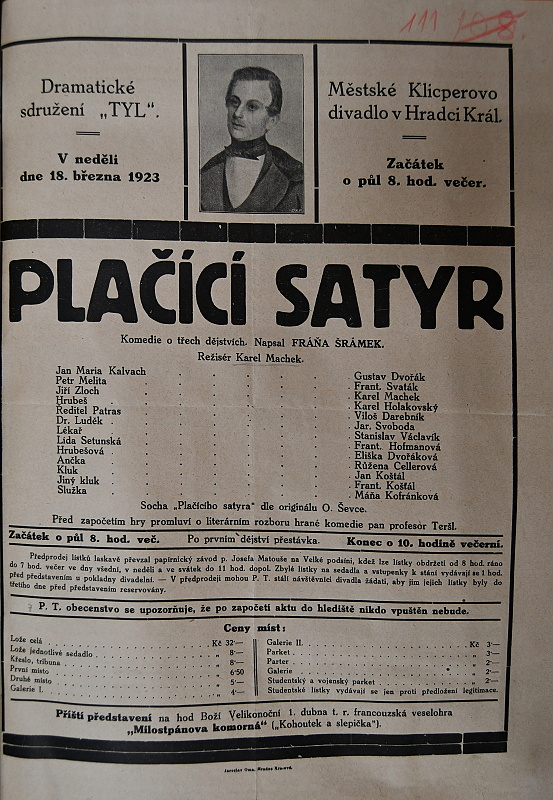 111 108.
Dramatické
sdružení „TYL“.
V neděli
dne 18. března 1923
Městské Klicperovo
divadlo v Hradci Král.
Začátek
o půl 8. hod. večer.
PLAČÍCÍ SATYR
Komedie o třech dějstvích. Napsal FRÁŇA ŠRÁMEK.
Režisér Karel Machek.
Jan Maria Kalvach . . . . . . . Gustav Dvořák
Petr Melita . . . . . . . Frant. Svaták
Jiří Zloch . . . . . . . Karel Machek
Hrubeš . . . . . . . Karel Holakovský
Ředitel Patras . . . . . . . Viloš Darebník
Dr. Luděk . . . . . . . Jar. Svoboda
Lékař . . . . . . . Stanislav Václavík
Lida Setunská . . . . . . . Frant. Hofmanová
Hrubešová . . . . . . . Eliška Dvořáková
Ančka . . . . . . . Růžena Cellerová
Kluk . . . . . . . Jan Košťál
Jiný kluk . . . . . . . Frant. Košťál
Služka . . . . . . . Máňa Kofránková
Socha „Plačícího satyra“ dle originálu O. Ševce.
Před započetím hry promluví o literárním rozboru hrané komedie pan profesor Teršl.
Začátek o půl 8. hod. več. Po prvním dějství přestávka. Konec o 10. hodině večerní.
Předprodej lístků laskavě převzal papírnický závod p. Josefa Matouše na Velké podsíni, kdež lze lístky obdržeti od 8 hod. ráno
do 7 hod. večer ve dny všední, v neděli a ve svátek do 11 hod. dopol. Zbylé lístky na sedadla a vstupenky k stání vydávají se 1 hod.
před představením u pokladny divadelní. — V předprodeji mohou P. T. stálí návštěvníci divadla žádati, aby jim jejich lístky byly do
třetího dne před představením reservovány.
P. T. obecenstvo se upozorňuje, že po započetí aktu do hlediště nikdo vpuštěn nebude.
Ceny míst:
Lože celá . . . Kč 32·—
Lože jednotlivé sedadlo . . . „ 8·—
Křeslo, tribuna . . . „ 8·—
První místo . . . „ 6·50
Druhé místo . . . „ 5·—
Galerie I. . . . „ 4·—
Galerie II. . . . Kč 3·—
Parket . . . „ 3·—
Parter . . . „ 2·—
Galerie . . . „ 2·—
Studentský a vojenský parket . . . „ 2·—
Studentské lístky vydávají se jen proti předložení legitimace.
Příští představení na hod Boží Velikonoční 1. dubna t. r. francouzská veselohra
„Milostpánova komorná“ („Kohoutek a slepička“).